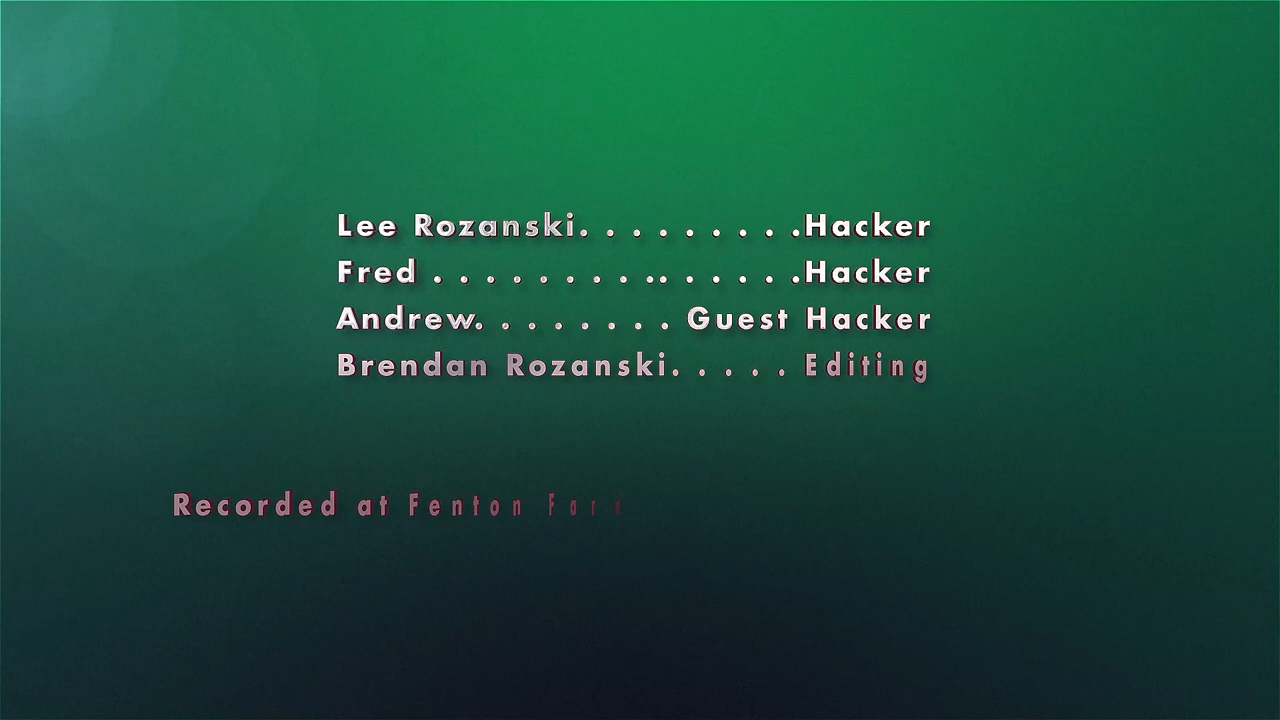 Lee Rozanski. . . . . . . . .Hacker
Fred . . . . . . . . .. . . . . .Hacker
Andrew. . . . . . . . Guest Hacker
Brendan Rozanski. . . . . Editing
Recorded at Fenton